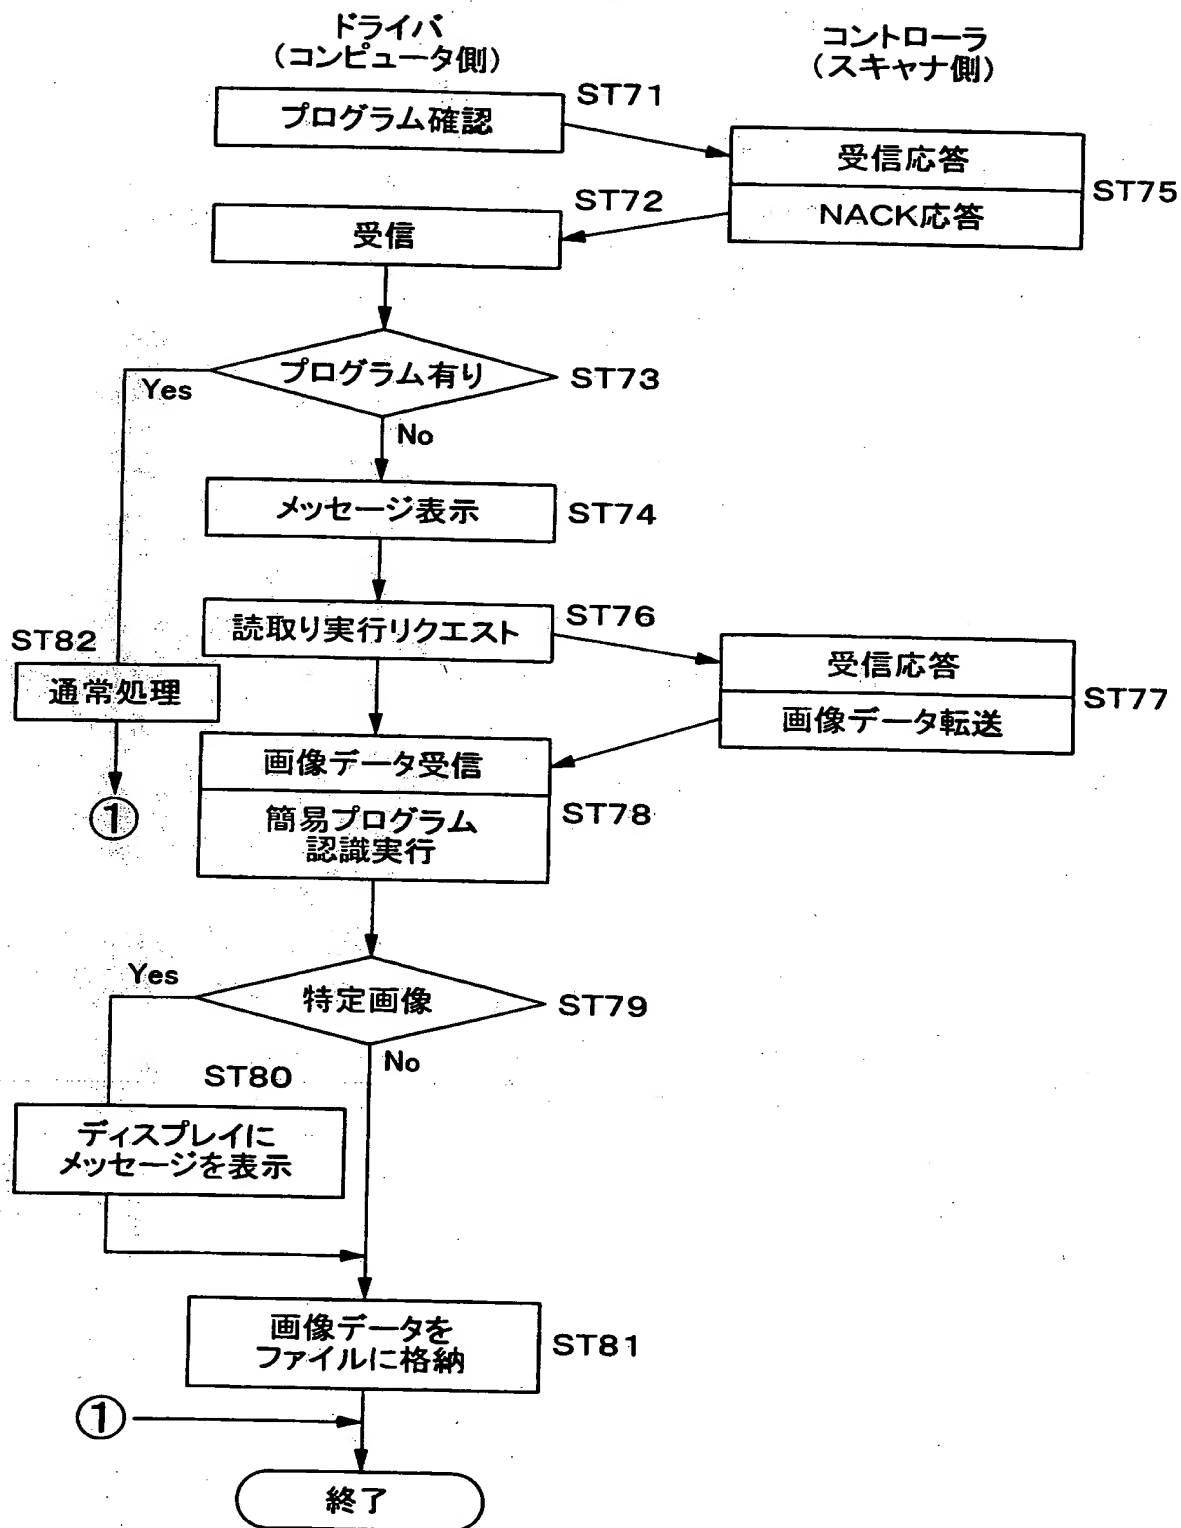 ドライバ
(コンピュータ側)
コントローラ
(スキャナ側)
ST71
プログラム確認
受信応答
ST75
NACK応答
ST72
受信
プログラム有り
ST73
Yes
No
メッセージ表示
ST74
ST76
読取り実行リクエスト
ST82
通常処理
受信応答
ST77
画像データ転送
画像データ受信
①
ST78
簡易プログラム
認識実行
Yes
特定画像
ST79
No
ST80
ディスプレイに
メッセージを表示
画像データを
ファイルに格納
ST81
①
終了